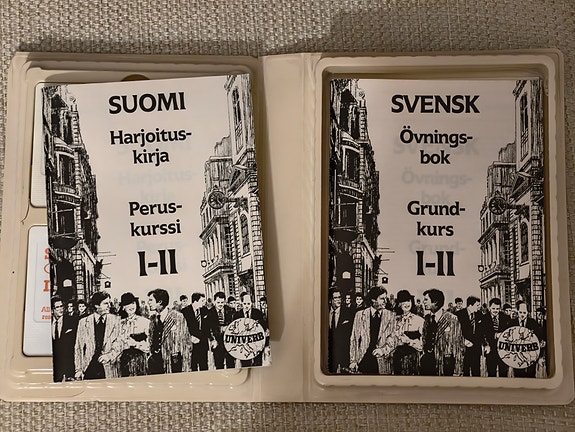 SUOMI
Harjoitus-
kirja
Perus-
kurssi
I-II
UNIVERB
SVENSK
Övnings-
bok
Grund-
kurs
I-II
UNIVERB